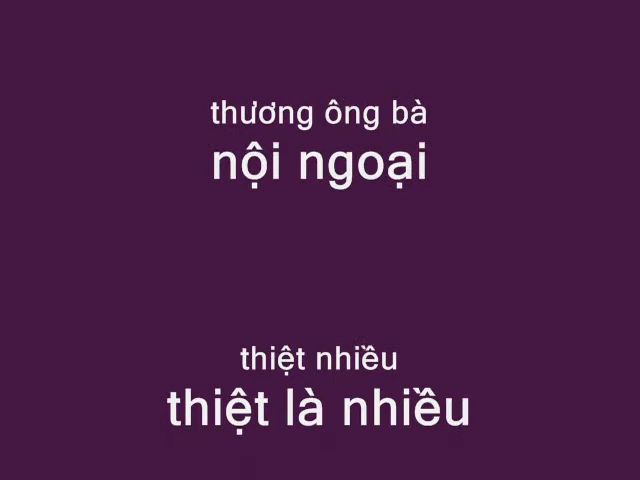 thương ông bà
nội ngoại
thiệt nhiều
thiệt là nhiều